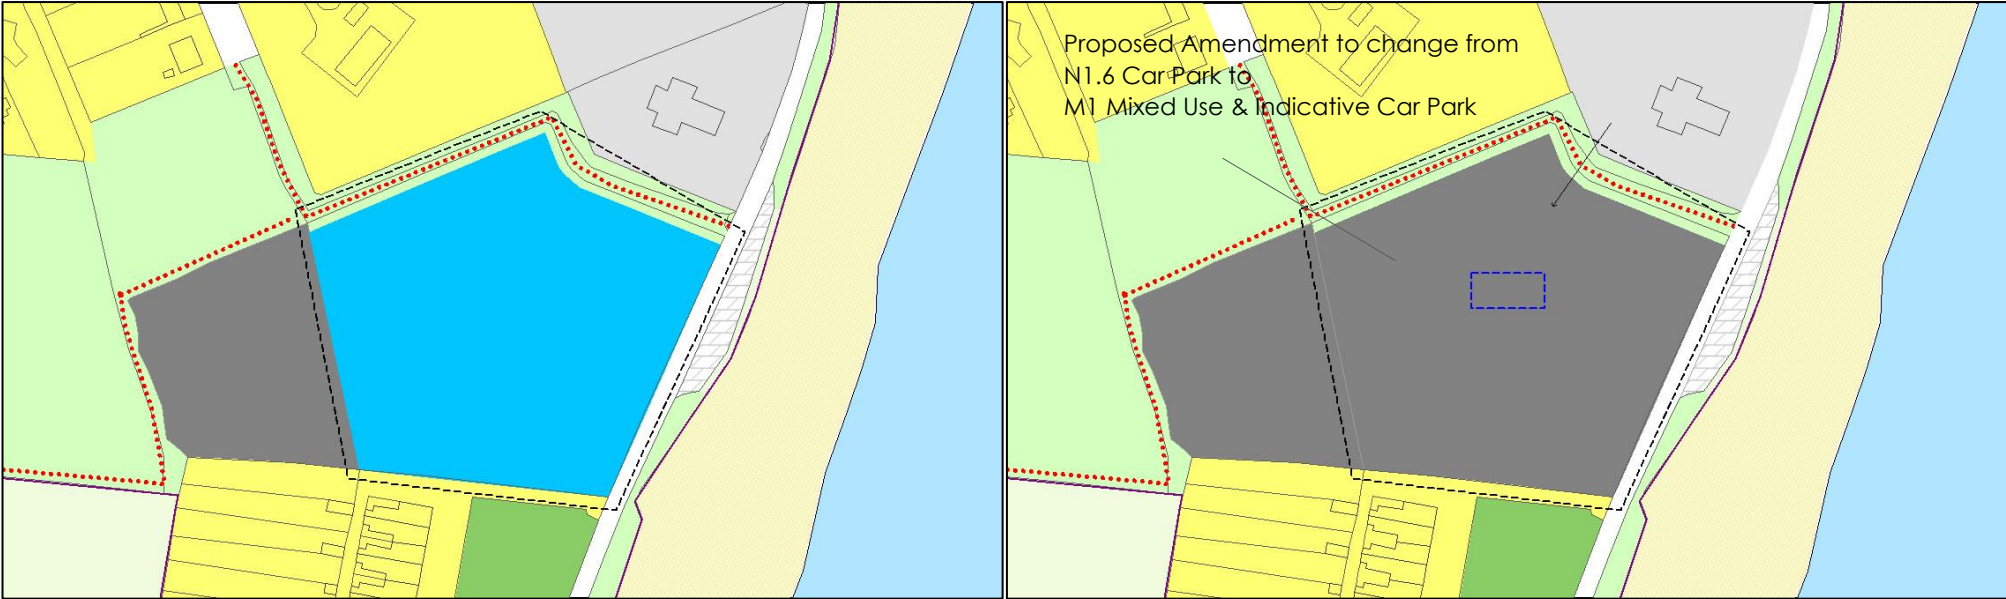 Proposed Amendment to change from
N1.6 Car Park to
M1 Mixed Use & Indicative Car Park